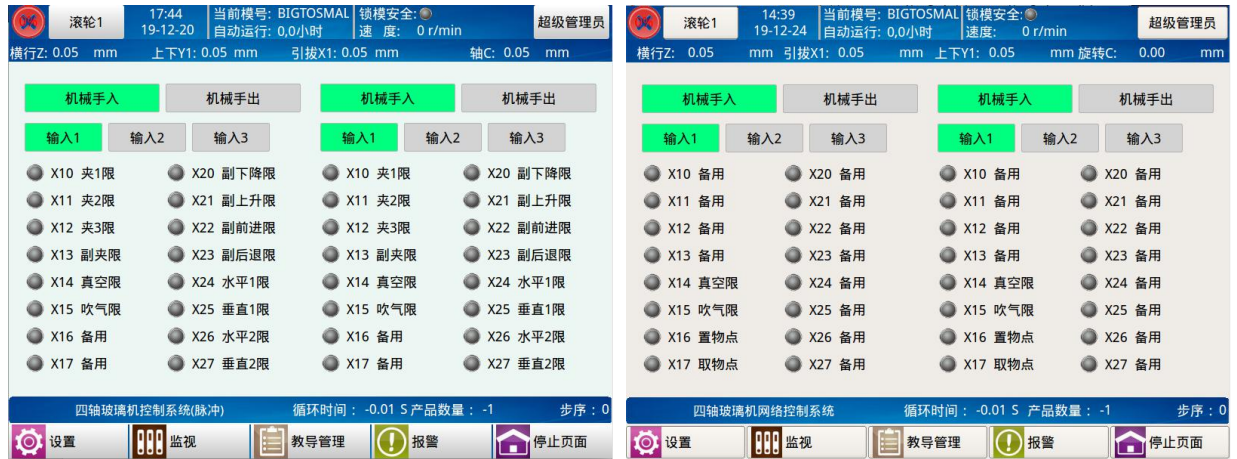 滚轮1 17:44 当前模号: BIGTOSMAL 锁模安全: 超级管理员
19-12-20 自动运行: 0,0小时 速 度: 0 r/min
横行Z: 0.05 mm 上下Y1: 0.05 mm 引拔X1: 0.05 mm 轴C: 0.05 mm
机械手入 机械手出 机械手入 机械手出
输入1 输入2 输入3 输入1 输入2 输入3
X10 夹1限 X20 副下降限 X10 夹1限 X20 副下降限
X11 夹2限 X21 副上升限 X11 夹2限 X21 副上升限
X12 夹3限 X22 副前进限 X12 夹3限 X22 副前进限
X13 副夹限 X23 副后退限 X13 副夹限 X23 副后退限
X14 真空限 X24 水平1限 X14 真空限 X24 水平1限
X15 吹气限 X25 垂直1限 X15 吹气限 X25 垂直1限
X16 备用 X26 水平2限 X16 备用 X26 水平2限
X17 备用 X27 垂直2限 X17 备用 X27 垂直2限
四轴玻璃机控制系统(脉冲) 循环时间： -0.01 S 产品数量： -1 步序：0
设置 监视 教导管理 报警 停止页面
滚轮1 14:39 当前模号: BIGTOSMAL 锁模安全: 超级管理员
19-12-24 自动运行: 0,0小时 速度: 0 r/min
横行Z: 0.05 mm 引拔X1: 0.05 mm 上下Y1: 0.05 mm 旋转C: 0.00 mm
机械手入 机械手出 机械手入 机械手出
输入1 输入2 输入3 输入1 输入2 输入3
X10 备用 X20 备用 X10 备用 X20 备用
X11 备用 X21 备用 X11 备用 X21 备用
X12 备用 X22 备用 X12 备用 X22 备用
X13 备用 X23 备用 X13 备用 X23 备用
X14 真空限 X24 备用 X14 真空限 X24 备用
X15 吹气限 X25 备用 X15 吹气限 X25 备用
X16 置物点 X26 备用 X16 置物点 X26 备用
X17 取物点 X27 备用 X17 取物点 X27 备用
四轴玻璃机网络控制系统 循环时间： -0.01 S 产品数量： -1 步序：0
设置 监视 教导管理 报警 停止页面